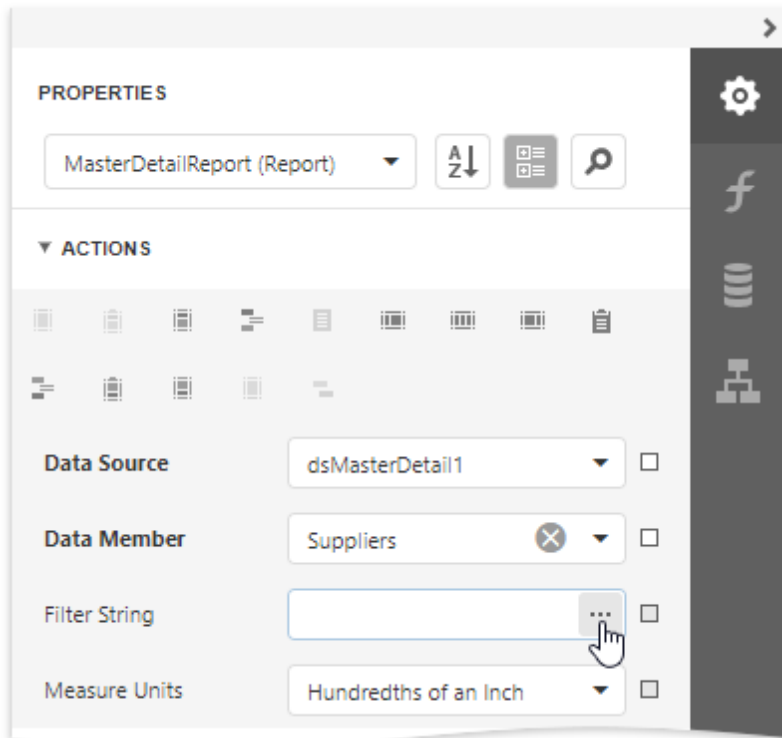 PROPERTIES
MasterDetailReport (Report)
A
Z
ACTIONS
Data Source
dsMasterDetail1
Data Member
Suppliers
Filter String
...
Measure Units
Hundredths of an Inch